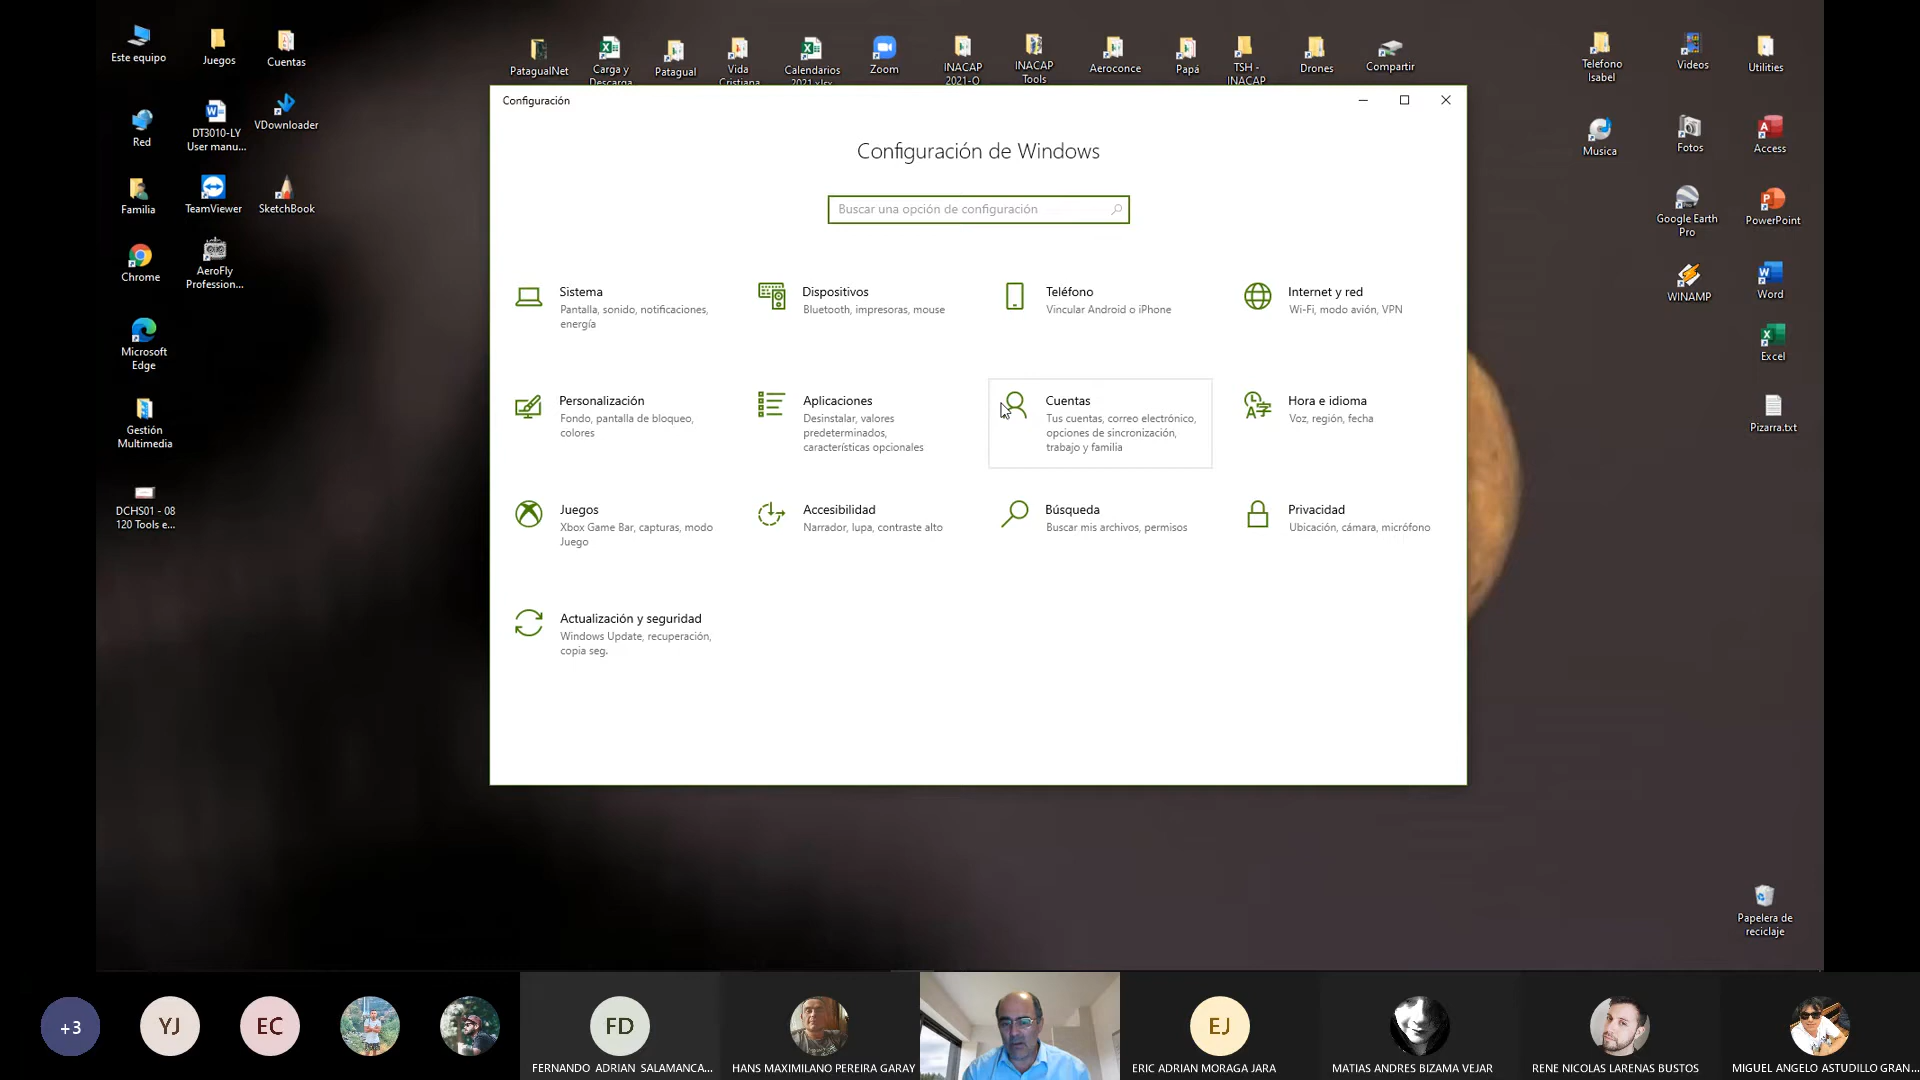 Este equipo
Juegos
Cuentas
PatagualNet
Carga y
Descarga
Patagual
Vida
Cristiana
Calendarios
2021.xlsx
Zoom
INACAP
2021-O
INACAP
Tools
Aeroconce
Papá
TSH -
INACAP
Drones
Compartir
Telefono
Isabel
Videos
Utilities
Red
DT3010-LY
User manu...
VDownloader
Musica
Fotos
Access
Familia
TeamViewer
SketchBook
Google Earth
Pro
PowerPoint
Chrome
AeroFly
Profession...
WINAMP
Word
Microsoft
Edge
Excel
Gestión
Multimedia
Pizarra.txt
DCHS01 - 08
120 Tools e...
Papelera de
reciclaje
Configuración
Configuración de Windows
Buscar una opción de configuración
Sistema
Pantalla, sonido, notificaciones,
energía
Dispositivos
Bluetooth, impresoras, mouse
Teléfono
Vincular Android o iPhone
Internet y red
Wi-Fi, modo avión, VPN
Personalización
Fondo, pantalla de bloqueo,
colores
Aplicaciones
Desinstalar, valores
predeterminados,
características opcionales
Cuentas
Tus cuentas, correo electrónico,
opciones de sincronización,
trabajo y familia
Hora e idioma
Voz, región, fecha
Juegos
Xbox Game Bar, capturas, modo
Juego
Accesibilidad
Narrador, lupa, contraste alto
Búsqueda
Buscar mis archivos, permisos
Privacidad
Ubicación, cámara, micrófono
Actualización y seguridad
Windows Update, recuperación,
copia seg.
+3
YJ
EC
FD
FERNANDO ADRIAN SALAMANCA...
HANS MAXIMILANO PEREIRA GARAY
EJ
ERIC ADRIAN MORAGA JARA
MATIAS ANDRES BIZAMA VEJAR
RENE NICOLAS LARENAS BUSTOS
MIGUEL ANGELO ASTUDILLO GRAN...